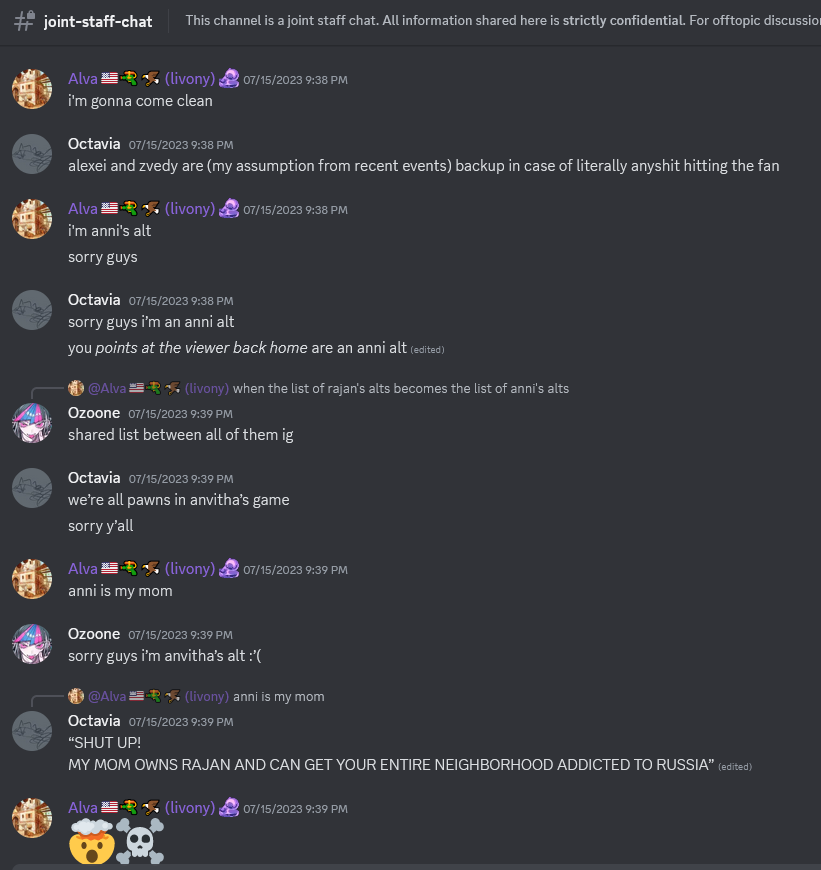 joint-staff-chat This channel is a joint staff chat. All information shared here is strictly confidential. For offtopic discussion
Alva (livony) 07/15/2023 9:38 PM
i'm gonna come clean
Octavia 07/15/2023 9:38 PM
alexei and zvedy are (my assumption from recent events) backup in case of literally anyshit hitting the fan
Alva (livony) 07/15/2023 9:38 PM
i'm anni's alt
sorry guys
Octavia 07/15/2023 9:38 PM
sorry guys i’m an anni alt
you points at the viewer back home are an anni alt (edited)
@Alva (livony) when the list of rajan's alts becomes the list of anni's alts
Ozoone 07/15/2023 9:39 PM
shared list between all of them ig
Octavia 07/15/2023 9:39 PM
we’re all pawns in anvitha’s game
sorry y’all
Alva (livony) 07/15/2023 9:39 PM
anni is my mom
Ozoone 07/15/2023 9:39 PM
sorry guys i’m anvitha’s alt :’(
@Alva (livony) anni is my mom
Octavia 07/15/2023 9:39 PM
“SHUT UP!
MY MOM OWNS RAJAN AND CAN GET YOUR ENTIRE NEIGHBORHOOD ADDICTED TO RUSSIA” (edited)
Alva (livony) 07/15/2023 9:39 PM